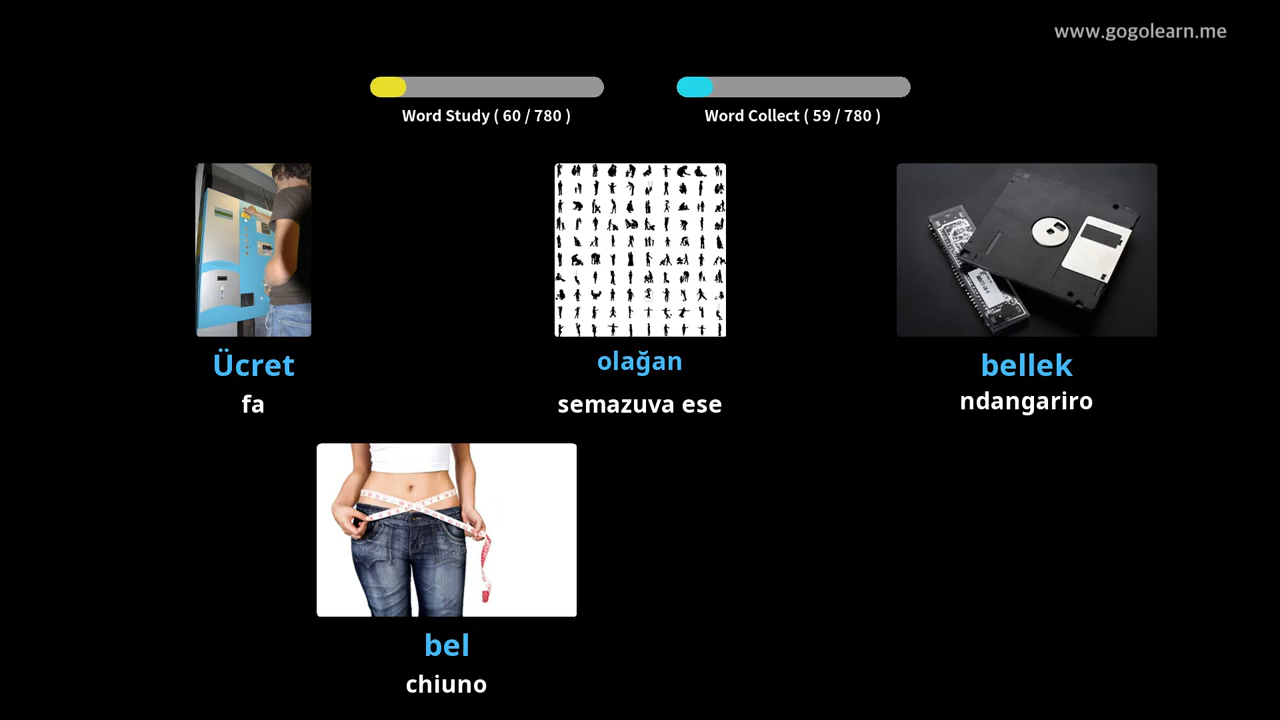 www.gogolearn.me
Word Study ( 60 / 780 )
Word Collect ( 59 / 780 )
Ücret
fa
olağan
semazuva ese
bellek
ndangariro
bel
chiuno